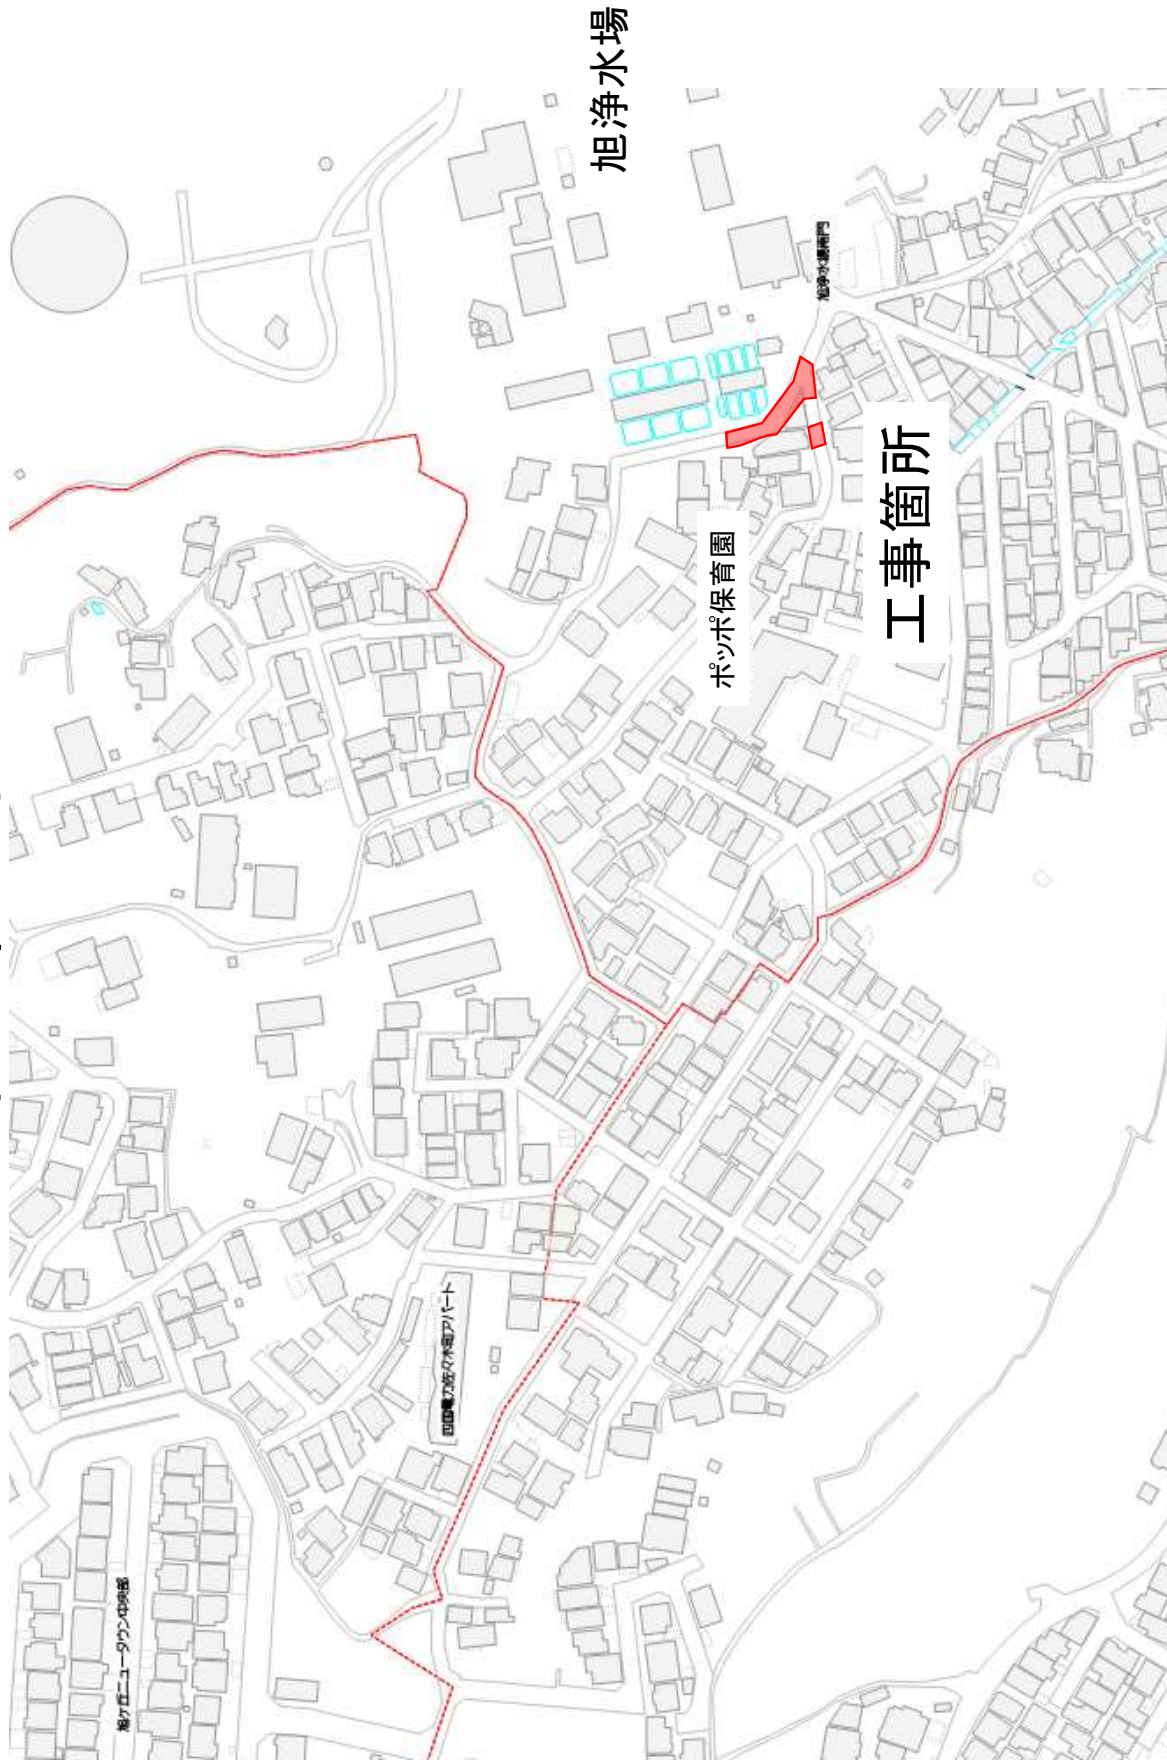 旭浄水場
旭浄水場南門
工事箇所
ポッポ保育園
四国電力佐々木町アパート
旭ケ丘ニュータウン中央部